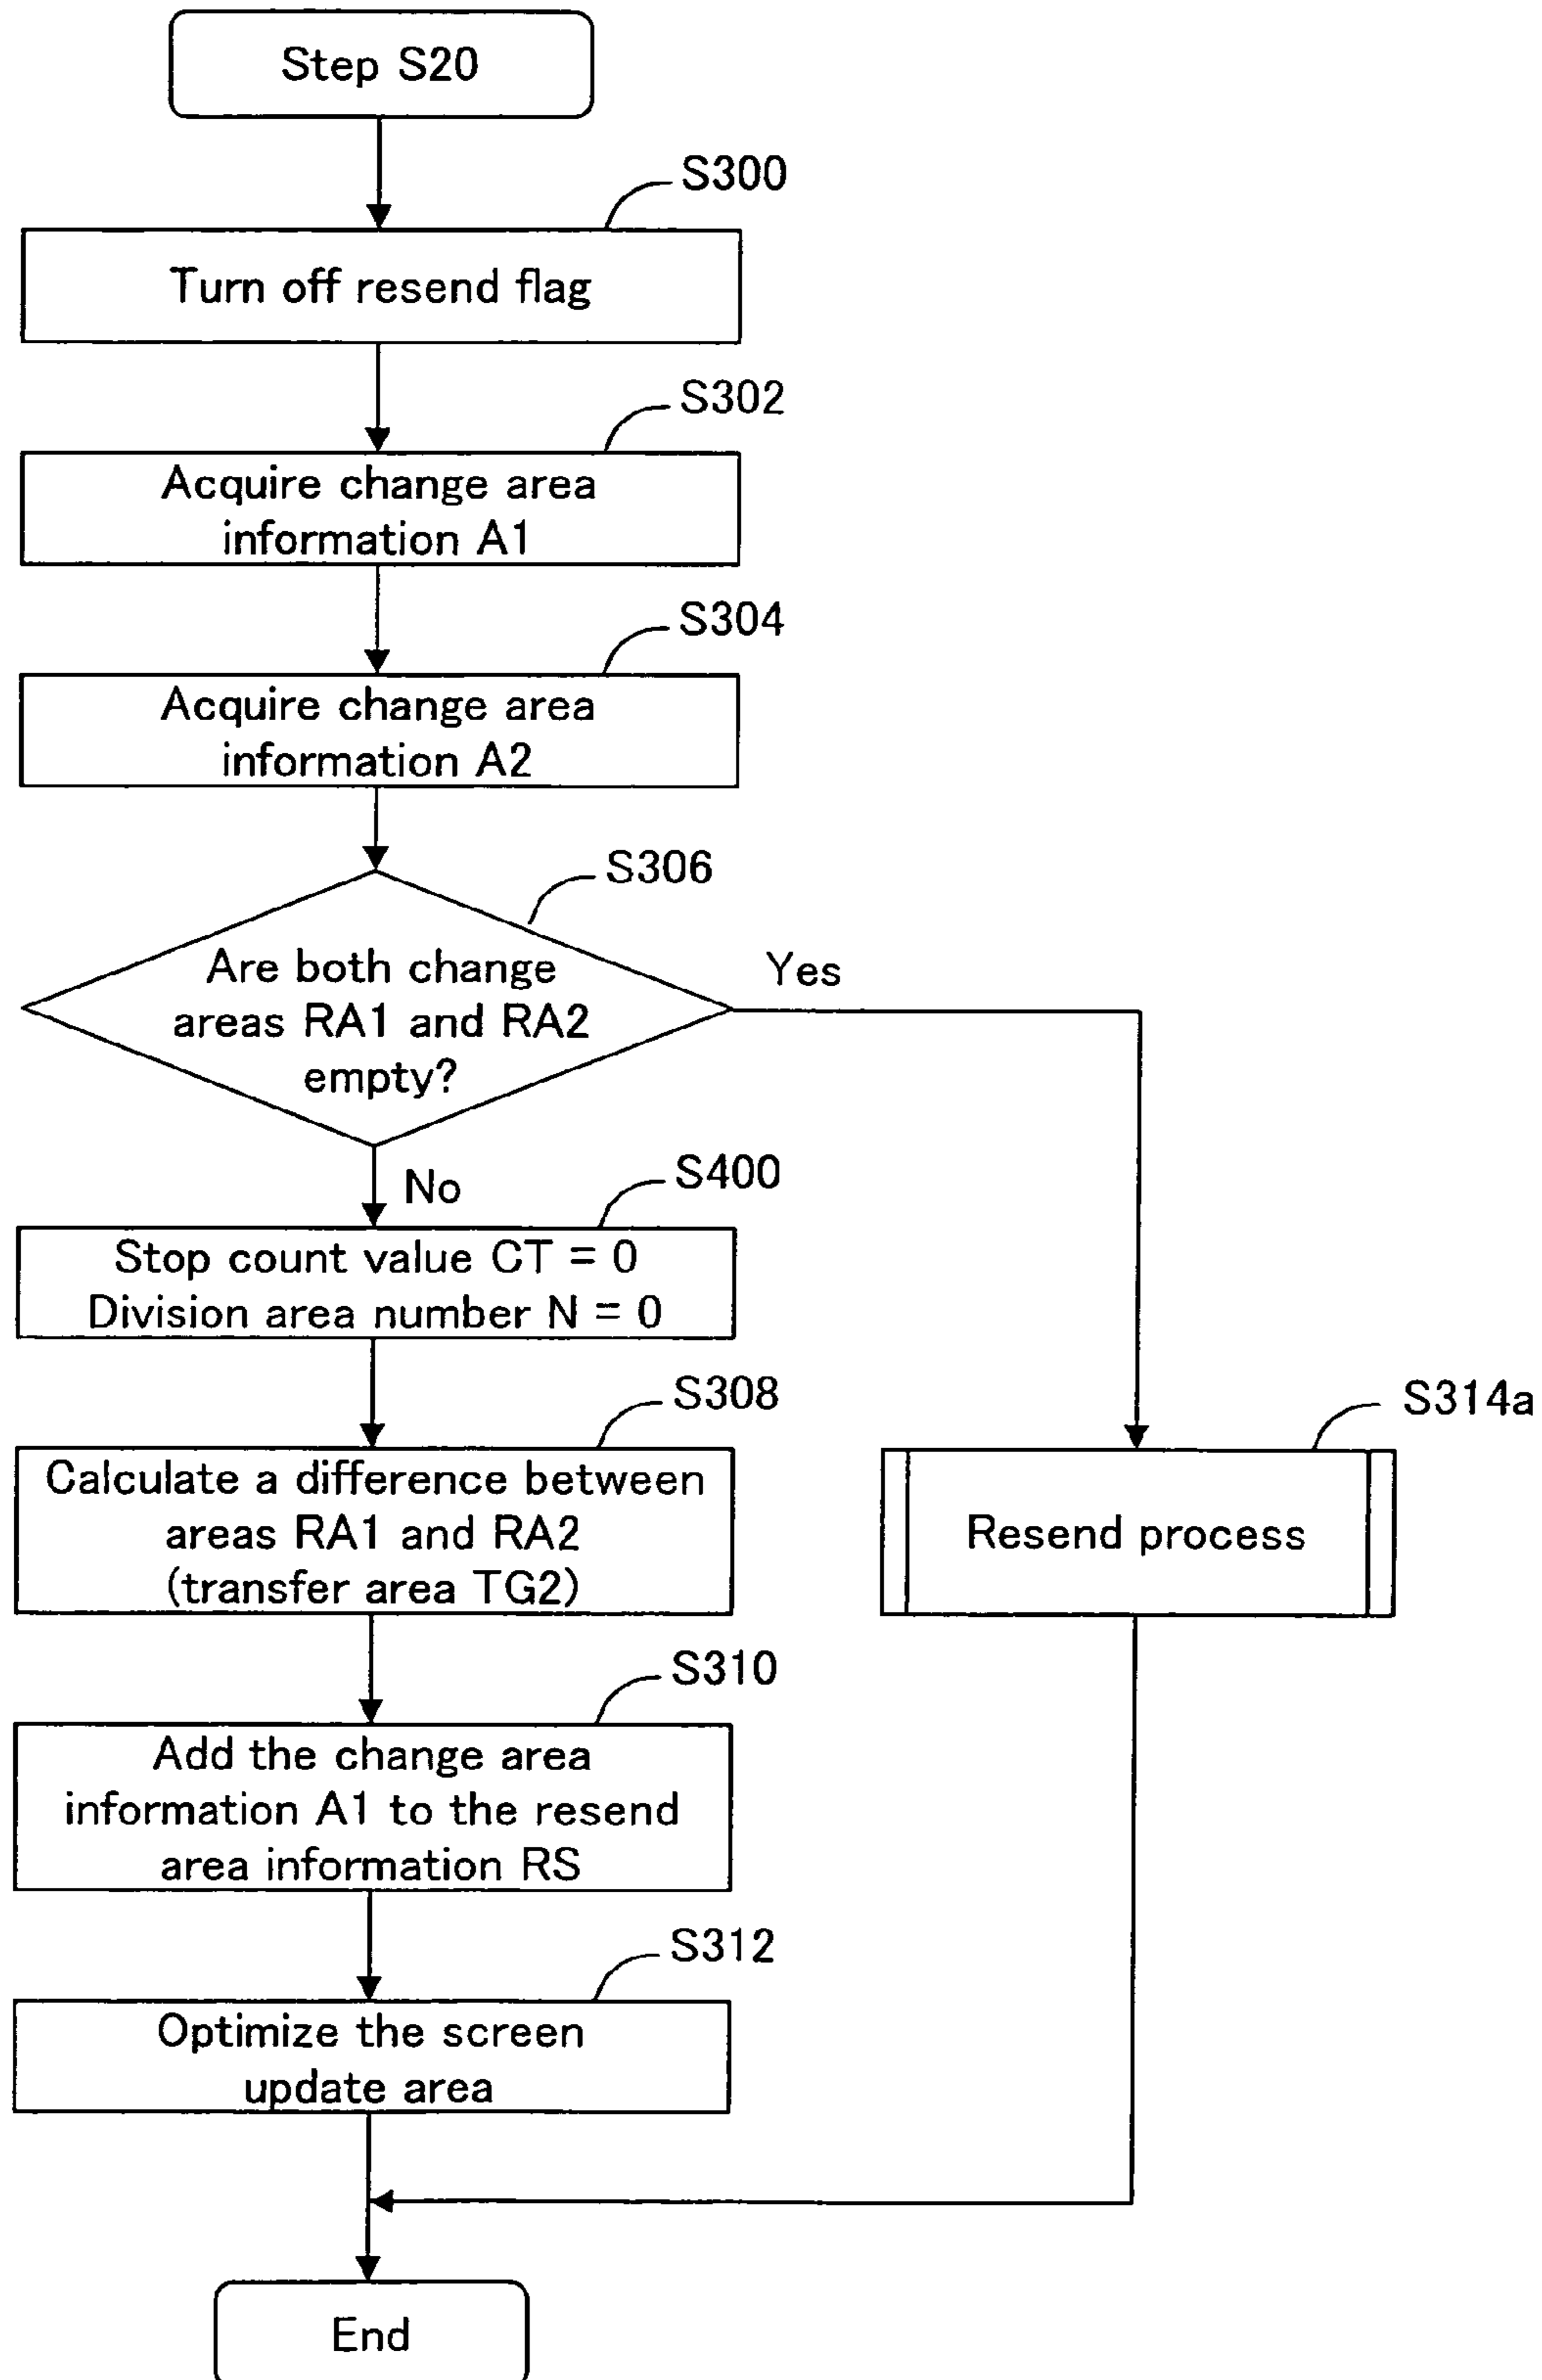 Step S20
S300
Turn off resend flag
S302
Acquire change area
information A1
S304
Acquire change area
information A2
S306
Are both change
areas RA1 and RA2
empty?
Yes
No
S400
Stop count value CT = 0
Division area number N = 0
S308
Calculate a difference between
areas RA1 and RA2
(transfer area TG2)
S314a
Resend process
S310
Add the change area
information A1 to the resend
area information RS
S312
Optimize the screen
update area
End